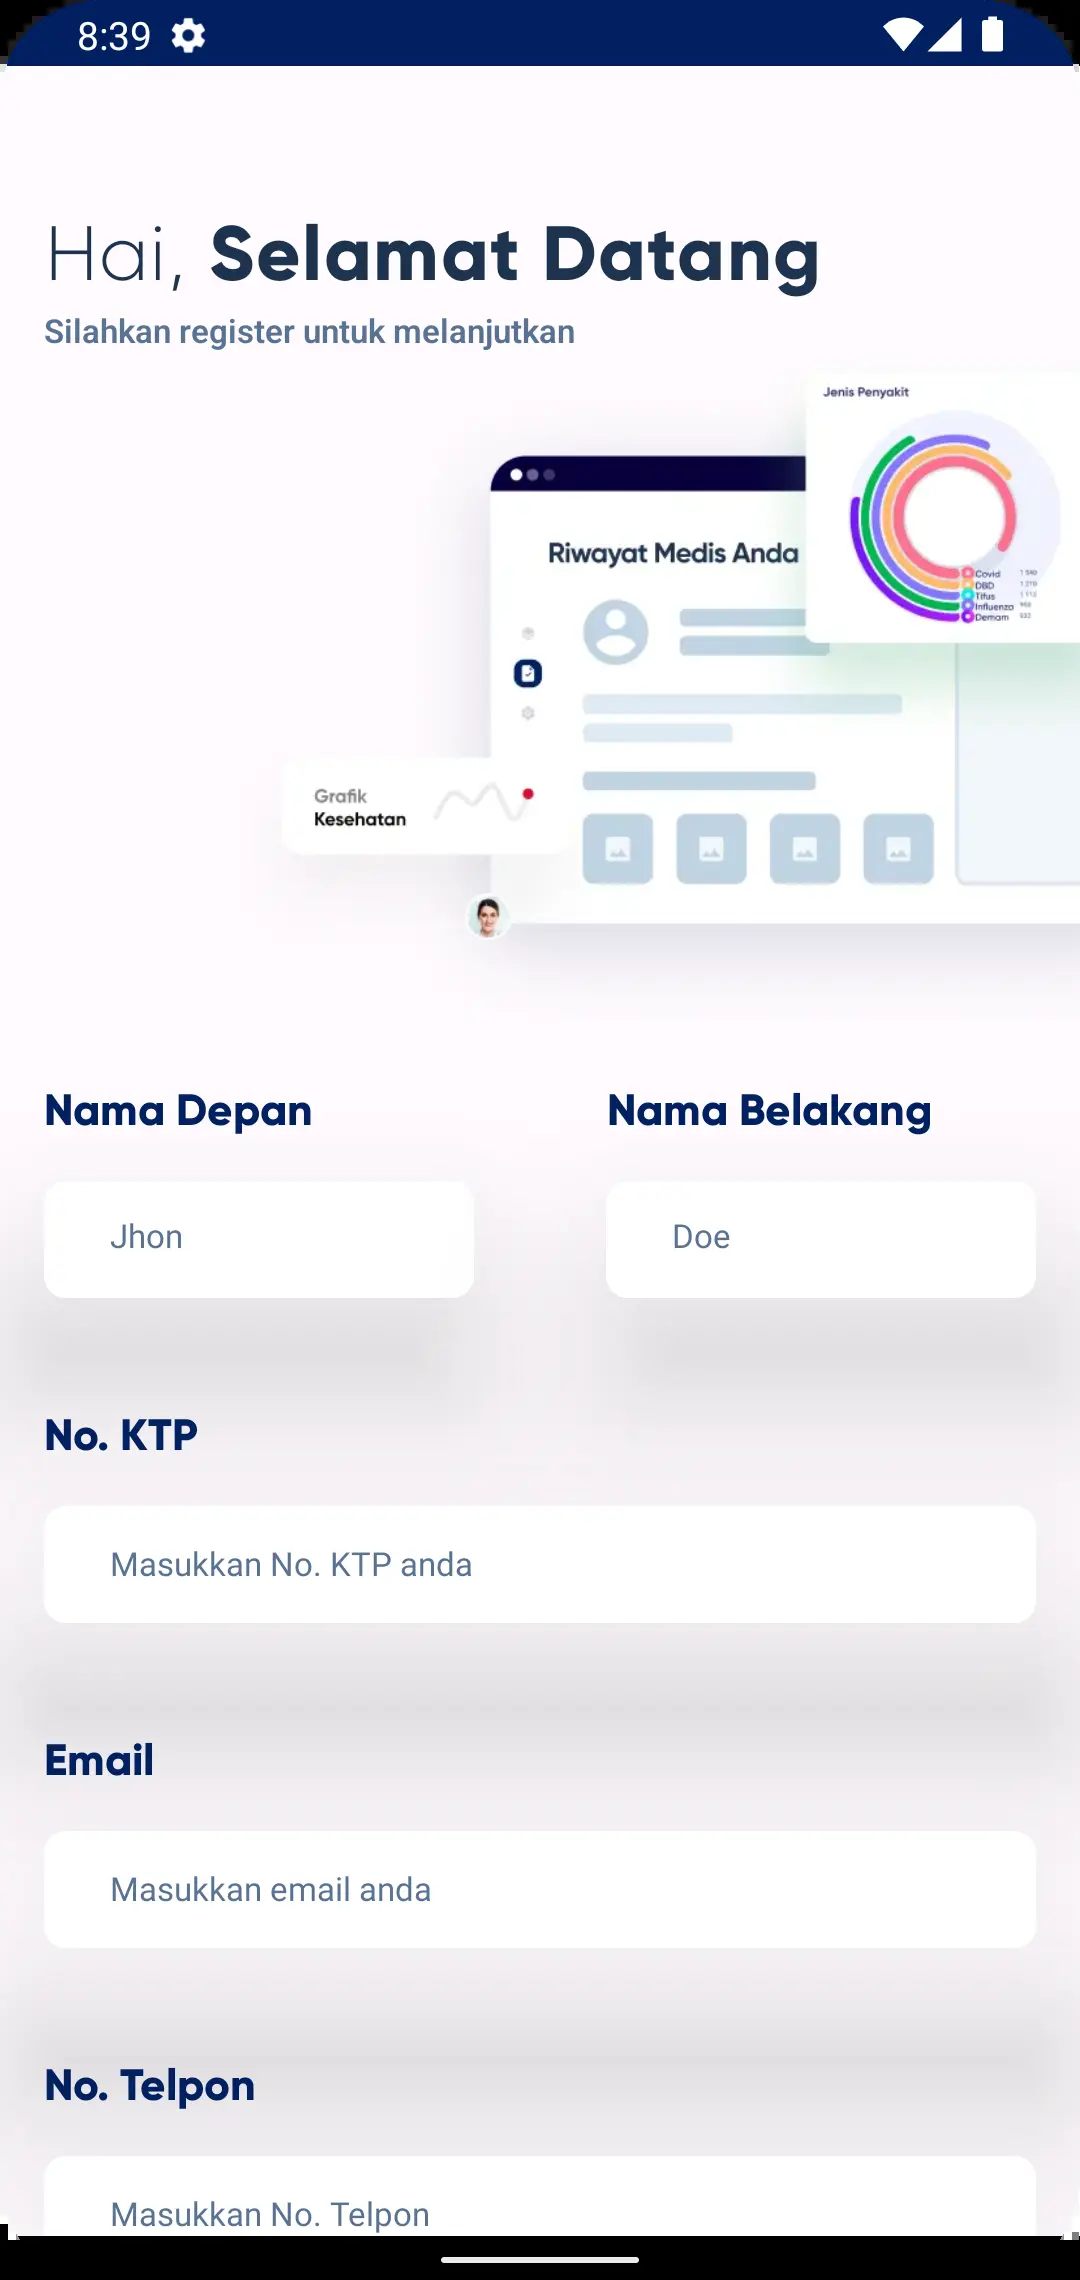 8:39
Hai, Selamat Datang
Silahkan register untuk melanjutkan
Jenis Penyakit
Riwayat Medis Anda
Covid
DBD
Tifus
Influenza
Demam
Grafik
Kesehatan
Nama Depan
Nama Belakang
Jhon
Doe
No. KTP
Masukkan No. KTP anda
Email
Masukkan email anda
No. Telpon
Masukkan No. Telpon